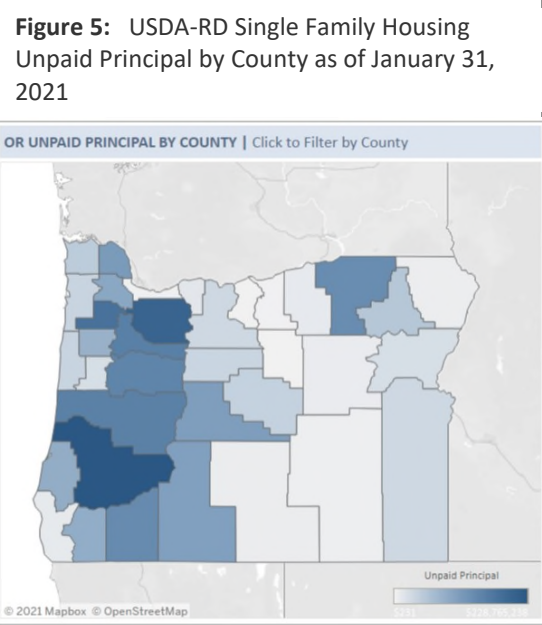 Figure 5: USDA-RD Single Family Housing
Unpaid Principal by County as of January 31,
2021
OR UNPAID PRINCIPAL BY COUNTY | Click to Filter by County
Unpaid Principal
© 2021 Mapbox © OpenStreetMap